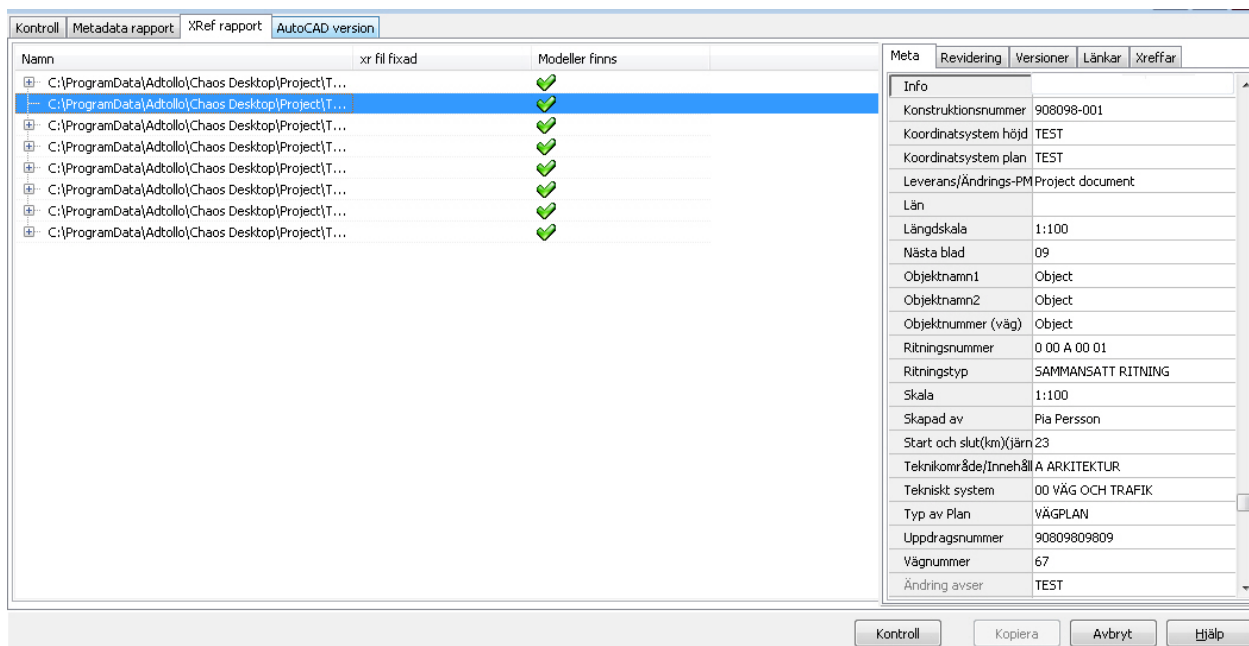 Kontroll Metadata rapport XRef rapport AutoCAD version
Namn xr fil fixad Modeller finns
C:\ProgramData\Adtollo\Chaos Desktop\Project\T...
C:\ProgramData\Adtollo\Chaos Desktop\Project\T...
C:\ProgramData\Adtollo\Chaos Desktop\Project\T...
C:\ProgramData\Adtollo\Chaos Desktop\Project\T...
C:\ProgramData\Adtollo\Chaos Desktop\Project\T...
C:\ProgramData\Adtollo\Chaos Desktop\Project\T...
C:\ProgramData\Adtollo\Chaos Desktop\Project\T...
C:\ProgramData\Adtollo\Chaos Desktop\Project\T...
Meta Revidering Versioner Länkar Xreffar
Info
Konstruktionsnummer 908098-001
Koordinatsystem höjd TEST
Koordinatsystem plan TEST
Leverans/Ändrings-PM Project document
Län
Längdskala 1:100
Nästa blad 09
Objektnamn1 Object
Objektnamn2 Object
Objektnummer (väg) Object
Ritningsnummer 0 00 A 00 01
Ritningstyp SAMMANSATT RITNING
Skala 1:100
Skapad av Pia Persson
Start och slut(km)(järn 23
Teknikområde/Innehåll A ARKITEKTUR
Tekniskt system 00 VÄG OCH TRAFIK
Typ av Plan VÄGPLAN
Uppdragsnummer 90809809809
Vägnummer 67
Ändring avser TEST
Kontroll Kopiera Avbryt Hjälp